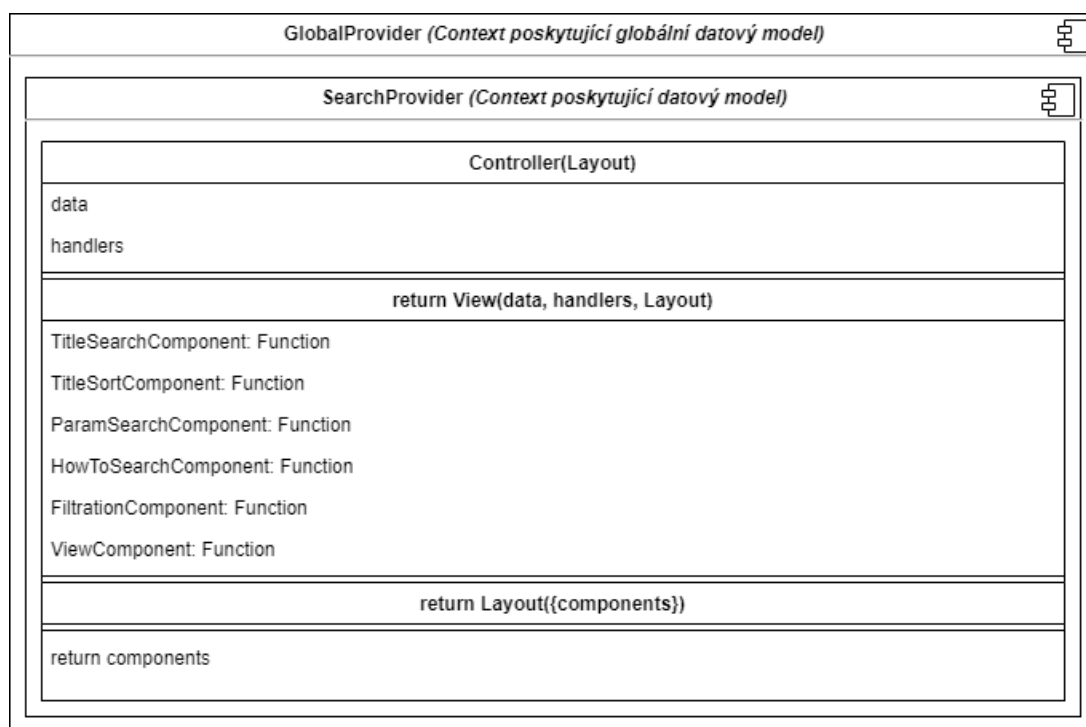 GlobalProvider (Context poskytující globální datový model)
SearchProvider (Context poskytující datový model)
Controller(Layout)
data
handlers
return View(data, handlers, Layout)
TitleSearchComponent: Function
TitleSortComponent: Function
ParamSearchComponent: Function
HowToSearchComponent: Function
FiltrationComponent: Function
ViewComponent: Function
return Layout({components})
return components